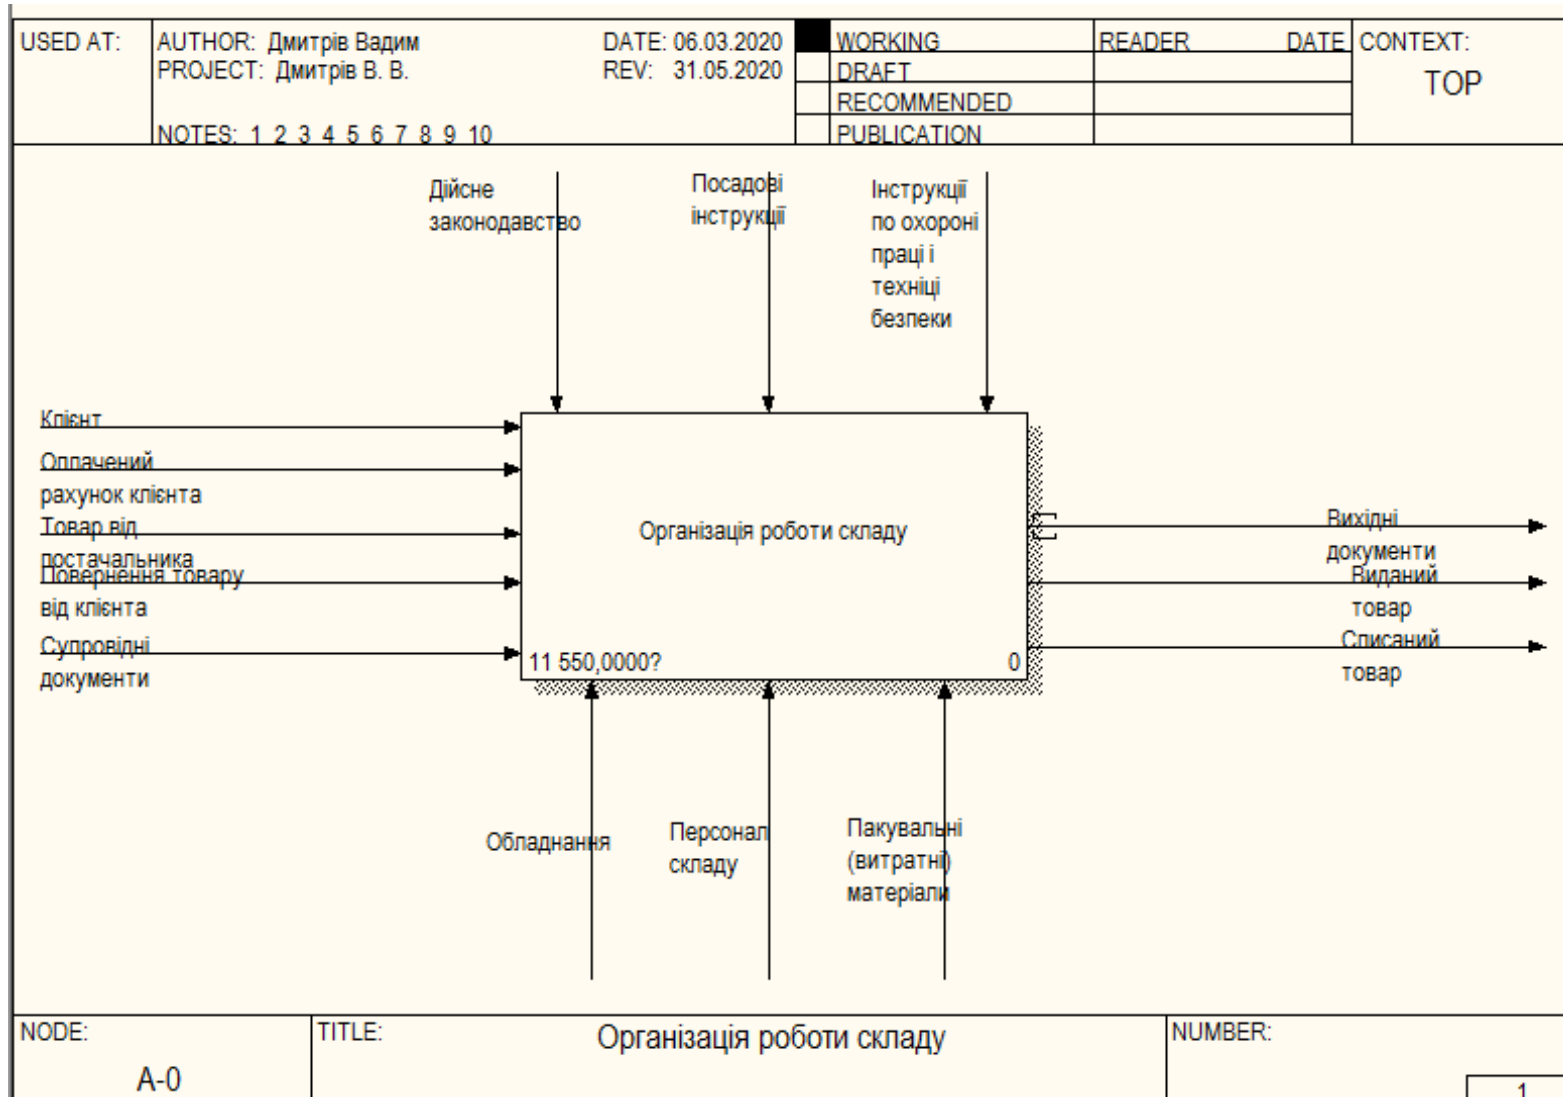 USED AT:
AUTHOR: Дмитрів Вадим
DATE: 06.03.2020
WORKING
READER
DATE
CONTEXT:
PROJECT: Дмитрів В. В.
REV: 31.05.2020
DRAFT
TOP
RECOMMENDED
NOTES: 1 2 3 4 5 6 7 8 9 10
PUBLICATION
Дійсне
законодавство
Посадові
інструкції
Інструкції
по охороні
праці і
техніці
безпеки
Клієнт
Оплачений
рахунок клієнта
Товар від
постачальника
Повернення товару
від клієнта
Супровідні
документи
Організація роботи складу
11 550,0000?
0
Вихідні
документи
Виданий
товар
Списаний
товар
Обладнання
Персонал
складу
Пакувальні
(витратні)
матеріали
NODE:
A-0
TITLE:
Організація роботи складу
NUMBER:
1